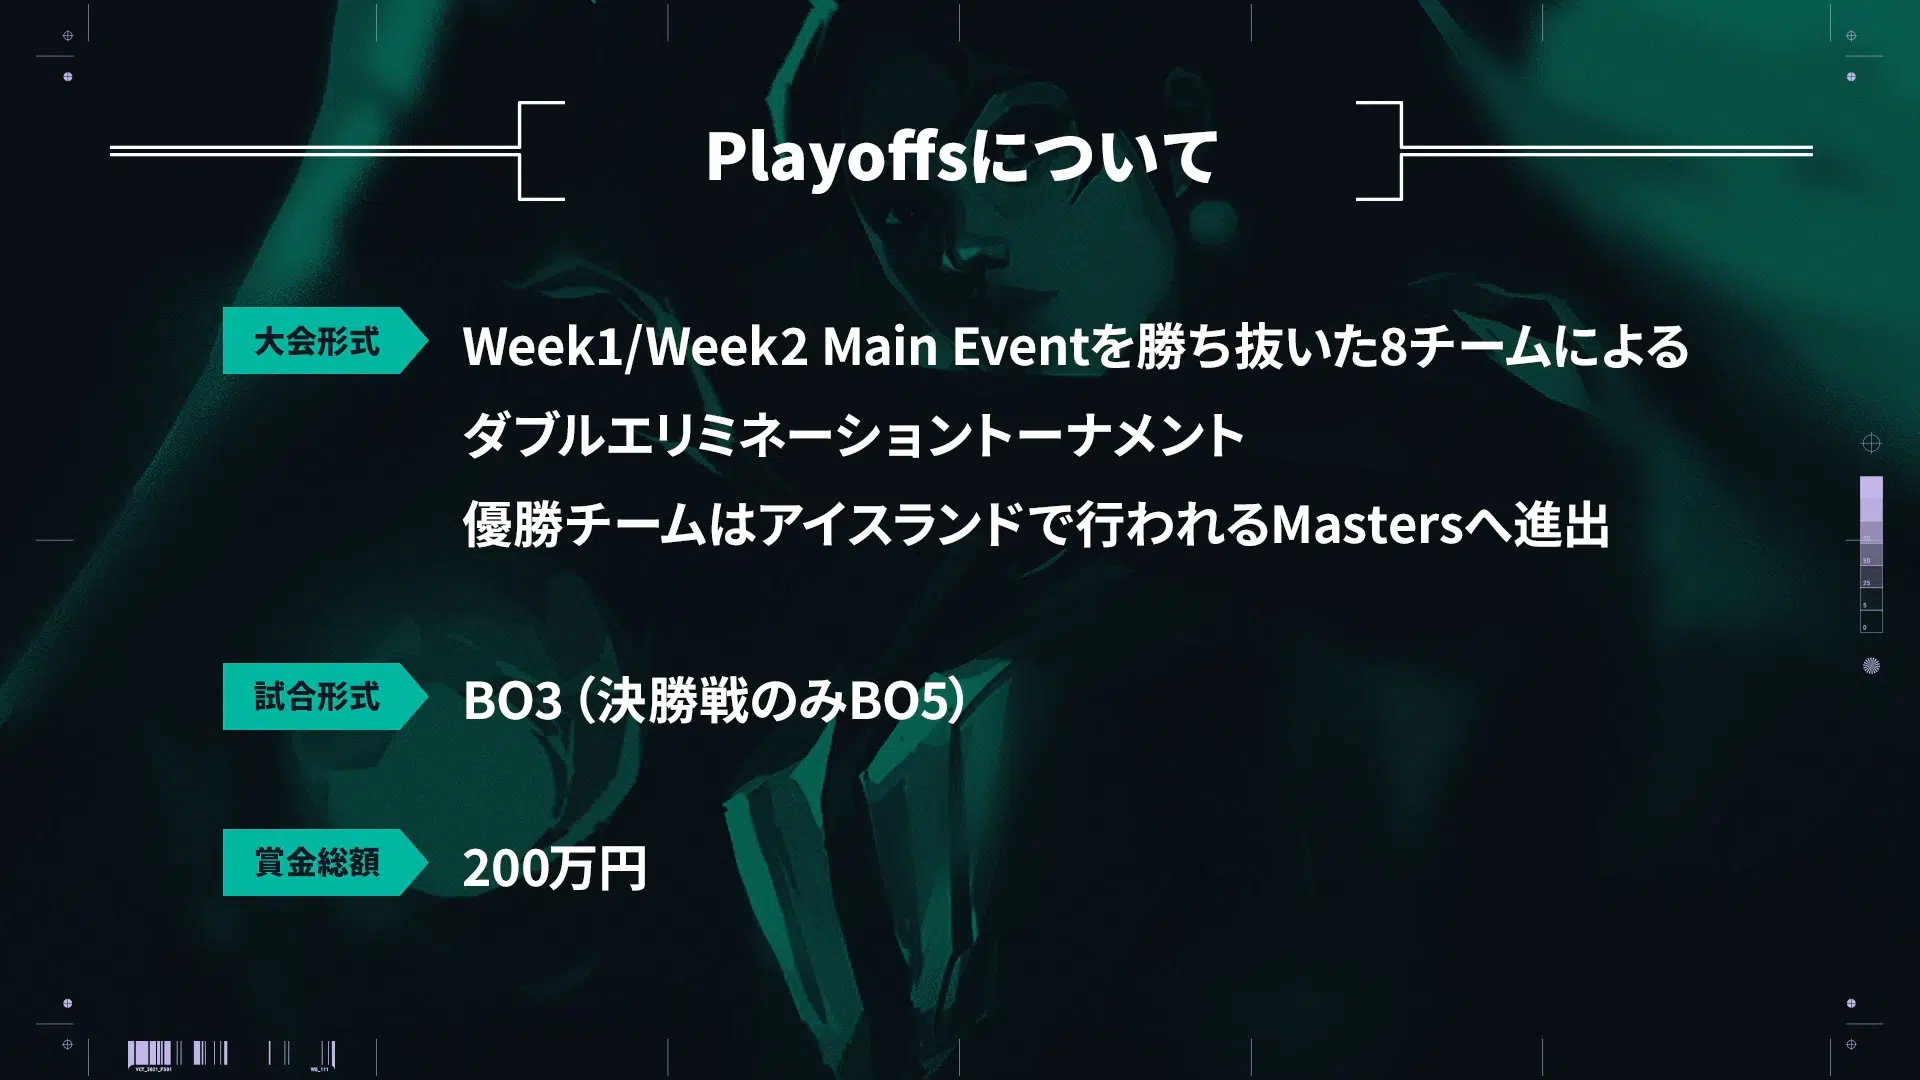 Playoffsについて
大会形式
Week1/Week2 Main Eventを勝ち抜いた8チームによる
ダブルエリミネーショントーナメント
優勝チームはアイスランドで行われるMastersへ進出
試合形式
BO3（決勝戦のみBO5）
賞金総額
200万円
75
50
25
5
0